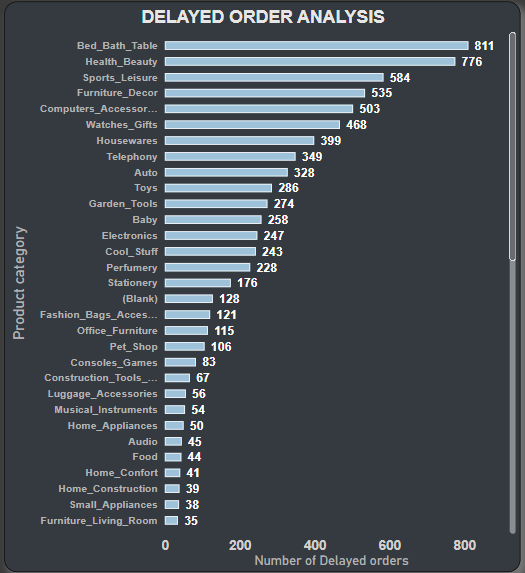 DELAYED ORDER ANALYSIS
Bed_Bath_Table 811
Health_Beauty 776
Sports_Leisure 584
Furniture_Decor 535
Computers_Accessor... 503
Watches_Gifts 468
Housewares 399
Telephony 349
Auto 328
Toys 286
Garden_Tools 274
Baby 258
Electronics 247
Cool_Stuff 243
Perfumery 228
Stationery 176
(Blank) 128
Fashion_Bags_Acces... 121
Office_Furniture 115
Pet_Shop 106
Consoles_Games 83
Construction_Tools_... 67
Luggage_Accessories 56
Musical_Instruments 54
Home_Appliances 50
Audio 45
Food 44
Home_Confort 41
Home_Construction 39
Small_Appliances 38
Furniture_Living_Room 35
Product category
0 200 400 600 800
Number of Delayed orders